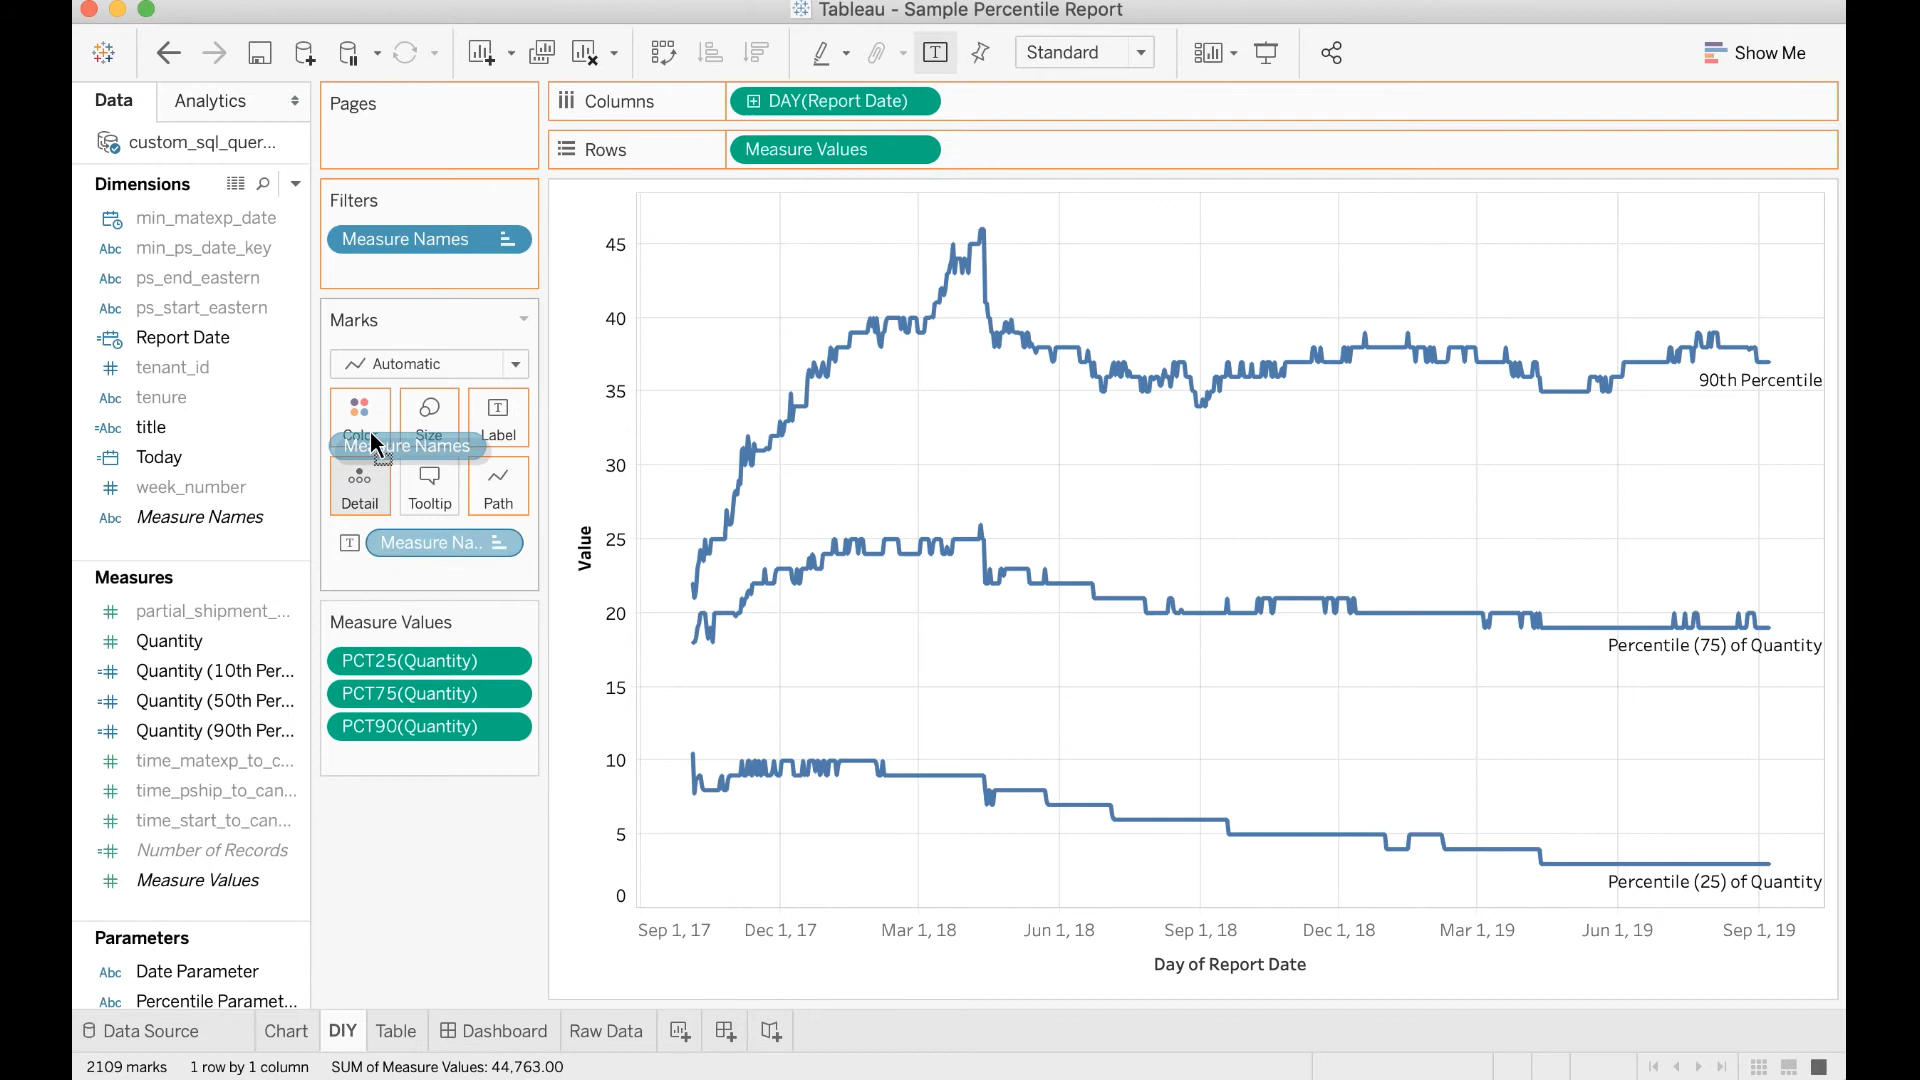 Tableau - Sample Percentile Report
Standard
Show Me
Data
Analytics
custom_sql_quer...
Dimensions
min_matexp_date
Abc min_ps_date_key
Abc ps_end_eastern
Abc ps_start_eastern
Report Date
# tenant_id
# tenure
=Abc title
Today
# week_number
Abc Measure Names
Measures
# partial_shipment_...
# Quantity
=# Quantity (10th Per...
=# Quantity (50th Per...
=# Quantity (90th Per...
# time_matexp_to_c...
# time_pship_to_can...
# time_start_to_can...
=# Number of Records
# Measure Values
Parameters
Abc Date Parameter
Abc Percentile Paramet...
Pages
Filters
Measure Names
Marks
Automatic
Size
Label
Measure Names
Detail
Tooltip
Path
Measure Na..
Measure Values
PCT25(Quantity)
PCT75(Quantity)
PCT90(Quantity)
Columns
DAY(Report Date)
Rows
Measure Values
45
40
35
30
25
20
15
10
5
0
Value
90th Percentile
Percentile (75) of Quantity
Percentile (25) of Quantity
Sep 1, 17
Dec 1, 17
Mar 1, 18
Jun 1, 18
Sep 1, 18
Dec 1, 18
Mar 1, 19
Jun 1, 19
Sep 1, 19
Day of Report Date
Data Source
Chart
DIY
Table
Dashboard
Raw Data
2109 marks
1 row by 1 column
SUM of Measure Values: 44,763.00